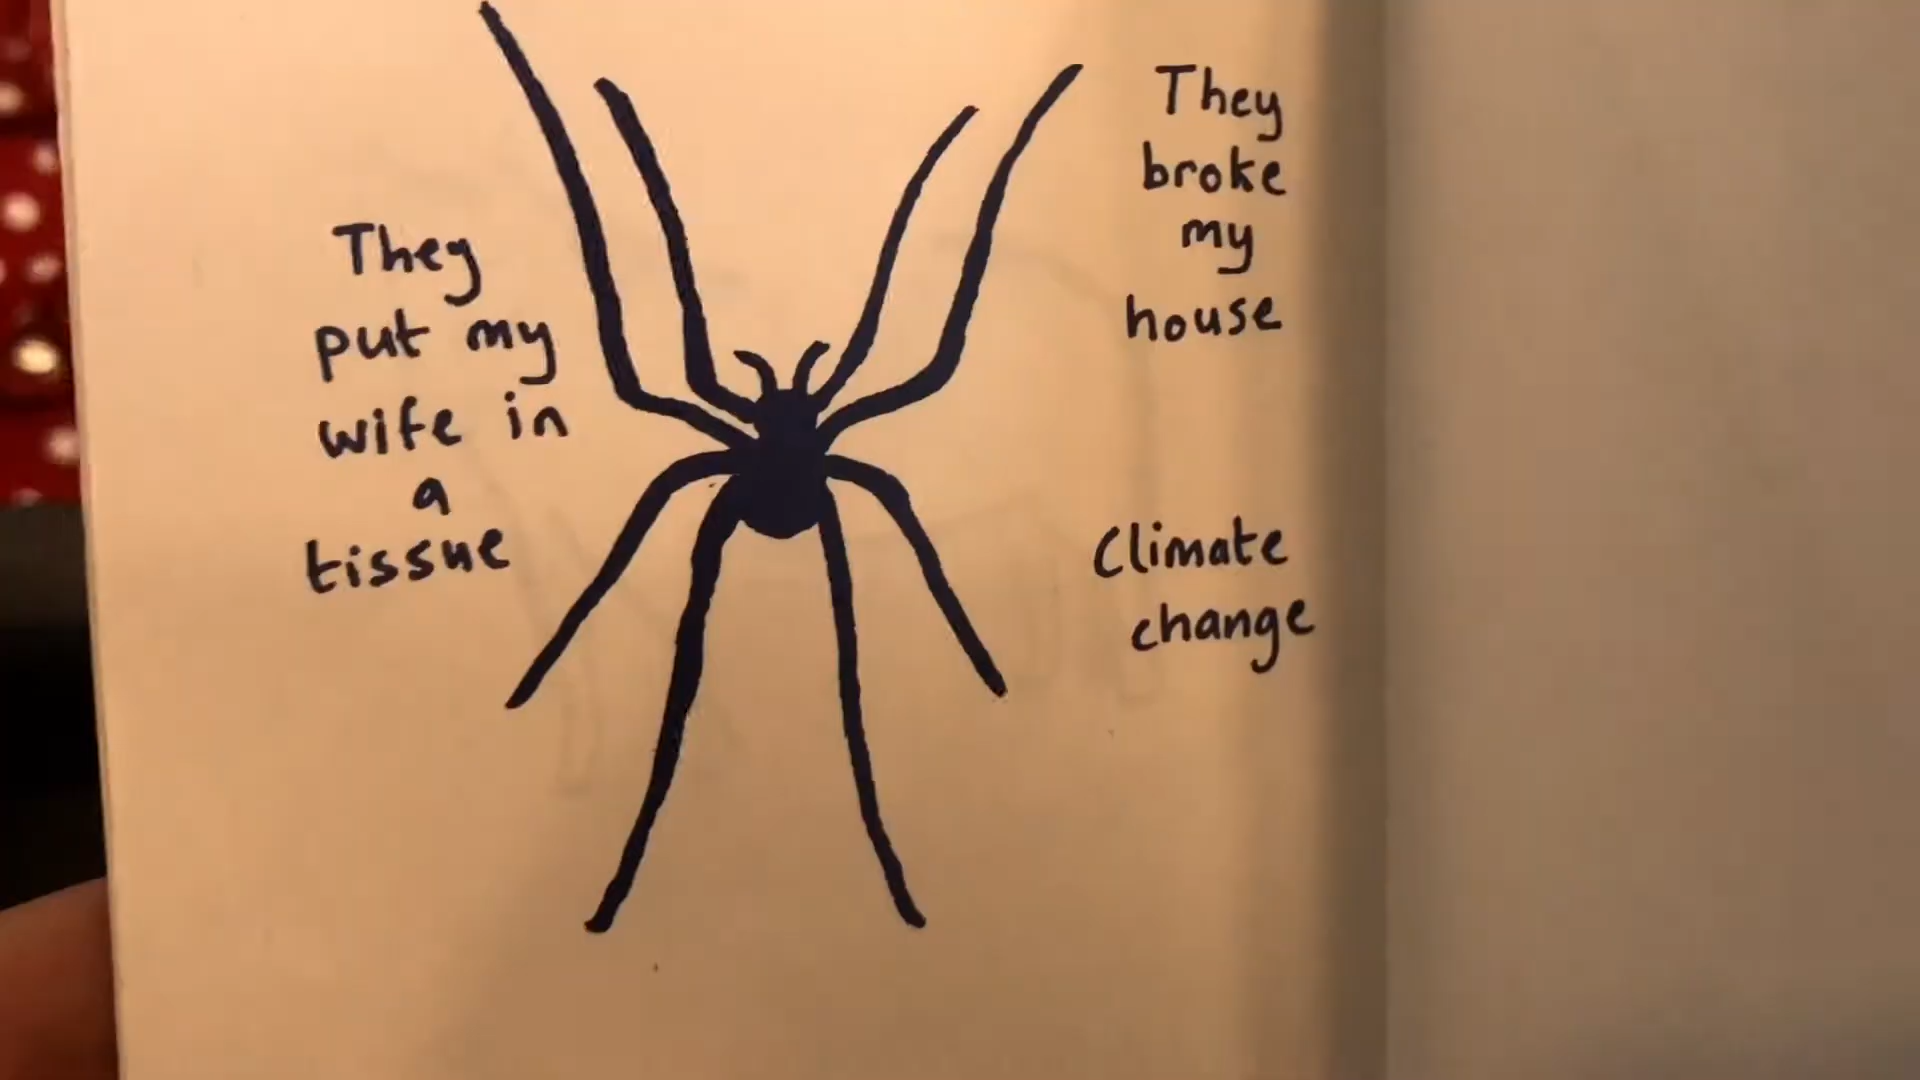 They
put my
wife in
a
tissue
They
broke
my
house
Climate
change